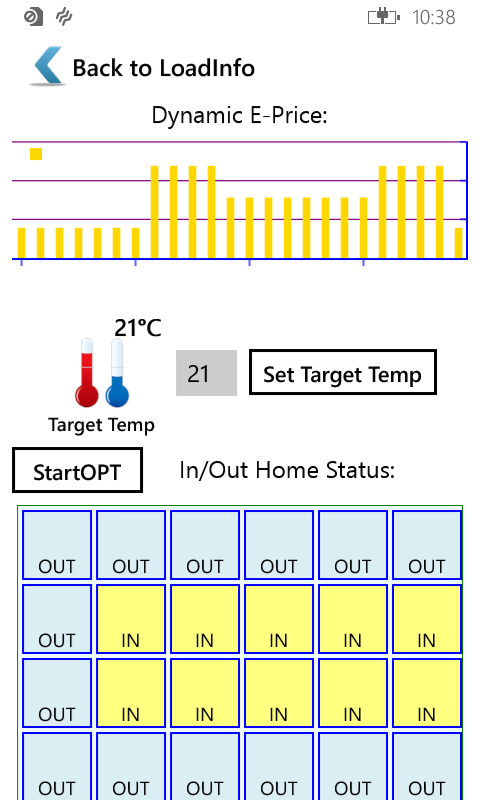 10:38
Back to LoadInfo
Dynamic E-Price:
21°C
21
Set Target Temp
Target Temp
StartOPT
In/Out Home Status:
OUT OUT OUT OUT OUT OUT
OUT IN IN IN IN IN
OUT IN IN IN IN IN
OUT OUT OUT OUT OUT OUT